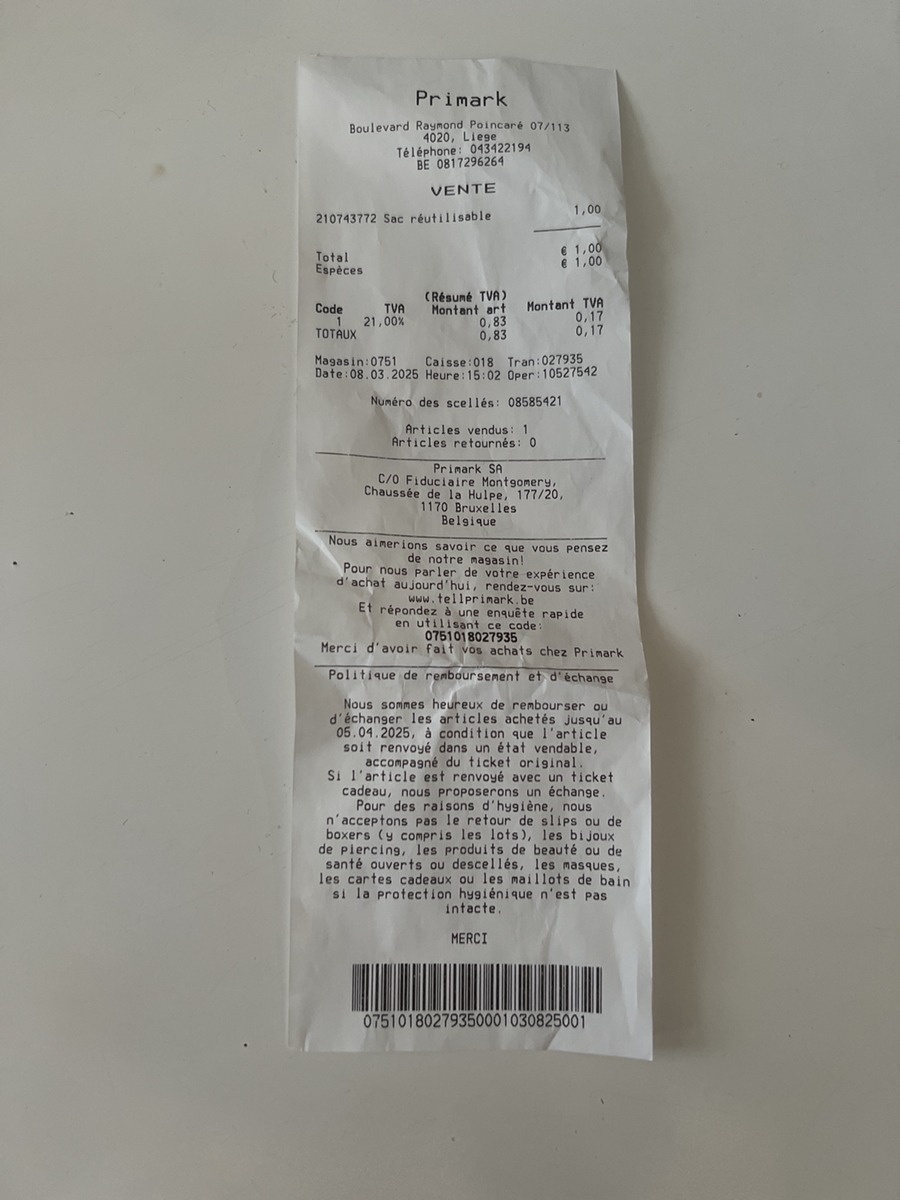 Primark
Boulevard Raymond Poincaré 07/113
4020, Liege
Téléphone: 043422194
BE 0817296264
VENTE
210743772 Sac réutilisable 1,00
Total € 1,00
Espèces € 1,00
(Résumé TVA)
Code TVA Montant art Montant TVA
1 21,00% 0,83 0,17
TOTAUX 0,83 0,17
Magasin:0751 Caisse:018 Tran:027935
Date:08.03.2025 Heure:15:02 Oper:10527542
Numéro des scellés: 08585421
Articles vendus: 1
Articles retournés: 0
Primark SA
C/O Fiduciaire Montgomery,
Chaussée de la Hulpe, 177/20,
1170 Bruxelles
Belgique
Nous aimerions savoir ce que vous pensez
de notre magasin!
Pour nous parler de votre expérience
d'achat aujourd'hui, rendez-vous sur:
www.tellprimark.be
Et répondez à une enquête rapide
en utilisant ce code:
0751018027935
Merci d'avoir fait vos achats chez Primark
Politique de remboursement et d'échange
Nous sommes heureux de rembourser ou
d'échanger les articles achetés jusqu'au
05.04.2025, à condition que l'article
soit renvoyé dans un état vendable,
accompagné du ticket original.
Si l'article est renvoyé avec un ticket
cadeau, nous proposerons un échange.
Pour des raisons d'hygiène, nous
n'acceptons pas le retour de slips ou de
boxers (y compris les lots), les bijoux
de piercing, les produits de beauté ou de
santé ouverts ou descellés, les masques,
les cartes cadeaux ou les maillots de bain
si la protection hygiénique n'est pas
intacte.
MERCI
07510180279350001030825001